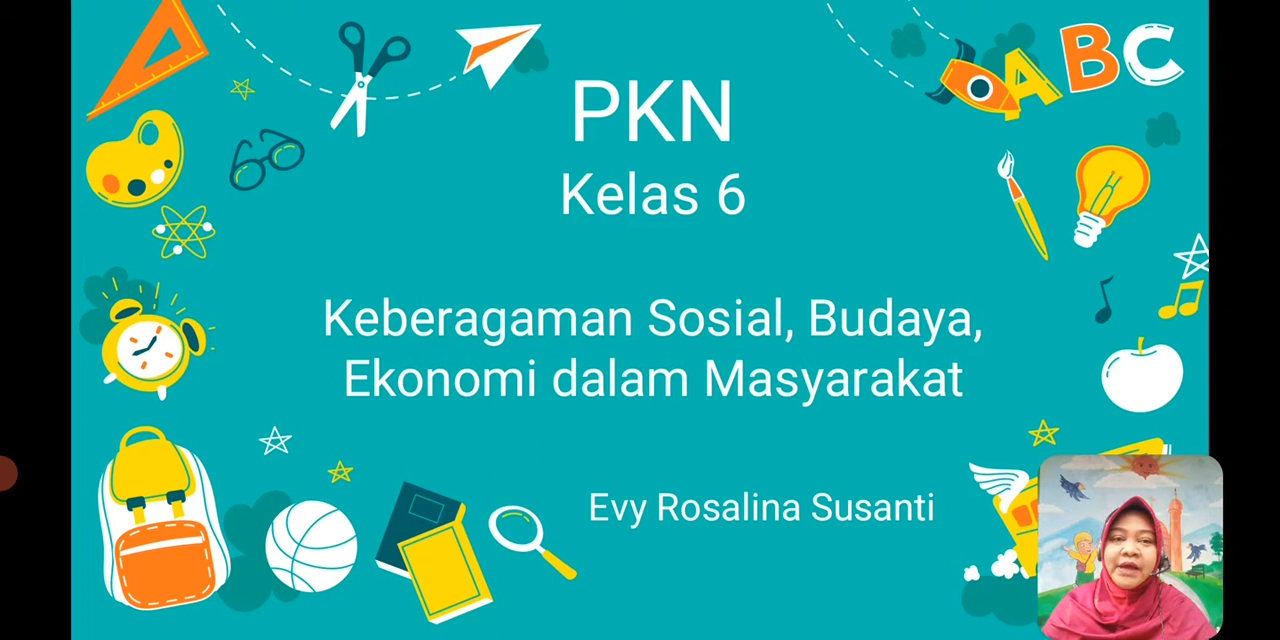 ABC
PKN
Kelas 6
Keberagaman Sosial, Budaya,
Ekonomi dalam Masyarakat
Evy Rosalina Susanti